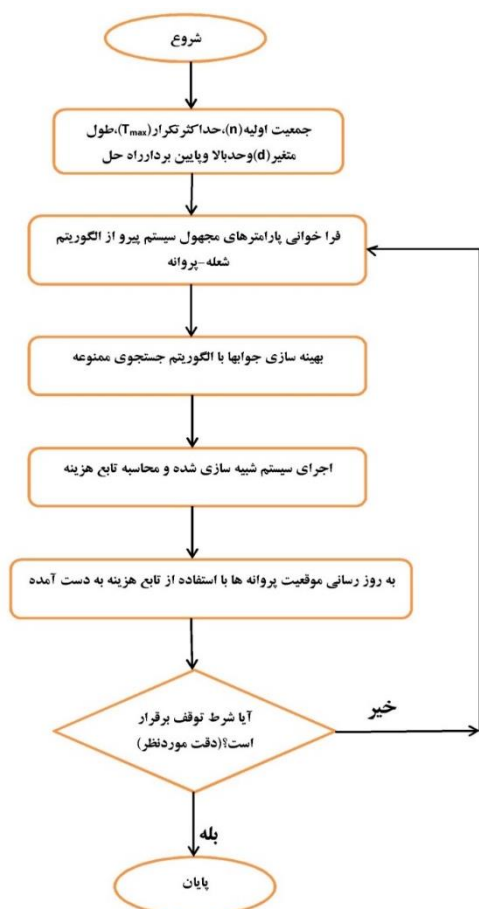 شروع
جمعیت اولیه(n)،حداکثرتکرار(Tmax)،طول
متغیر(d)وحدبالا وپایین بردارراه حل
فرا خوانی پارامترهای مجهول سیستم پیرو از الگوریتم
شعله-پروانه
بهینه سازی جوابها با الگوریتم جستجوی ممنوعه
اجرای سیستم شبیه سازی شده و محاسبه تابع هزینه
به روز رسانی موقعیت پروانه ها با استفاده از تابع هزینه به دست آمده
آیا شرط توقف برقرار
است؟(دقت موردنظر)
خیر
بله
پایان